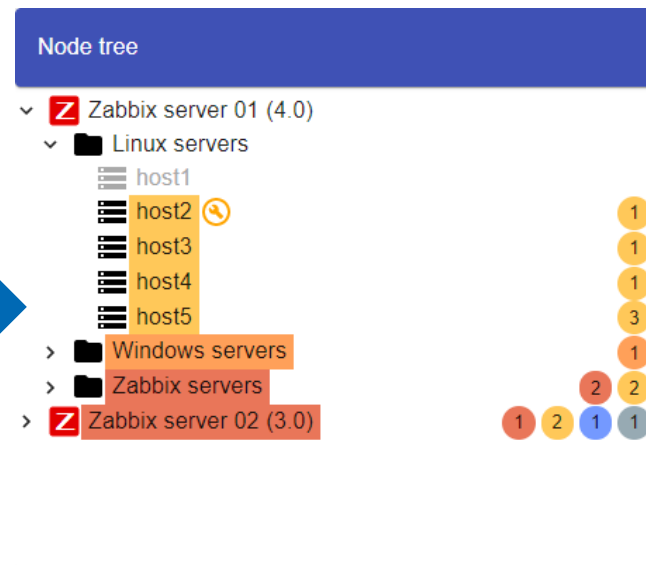 Node tree
Z Zabbix server 01 (4.0)
Linux servers
host1
host2 1
host3 1
host4 1
host5 3
Windows servers 1
Zabbix servers 2 2
Z Zabbix server 02 (3.0) 1 2 1 1